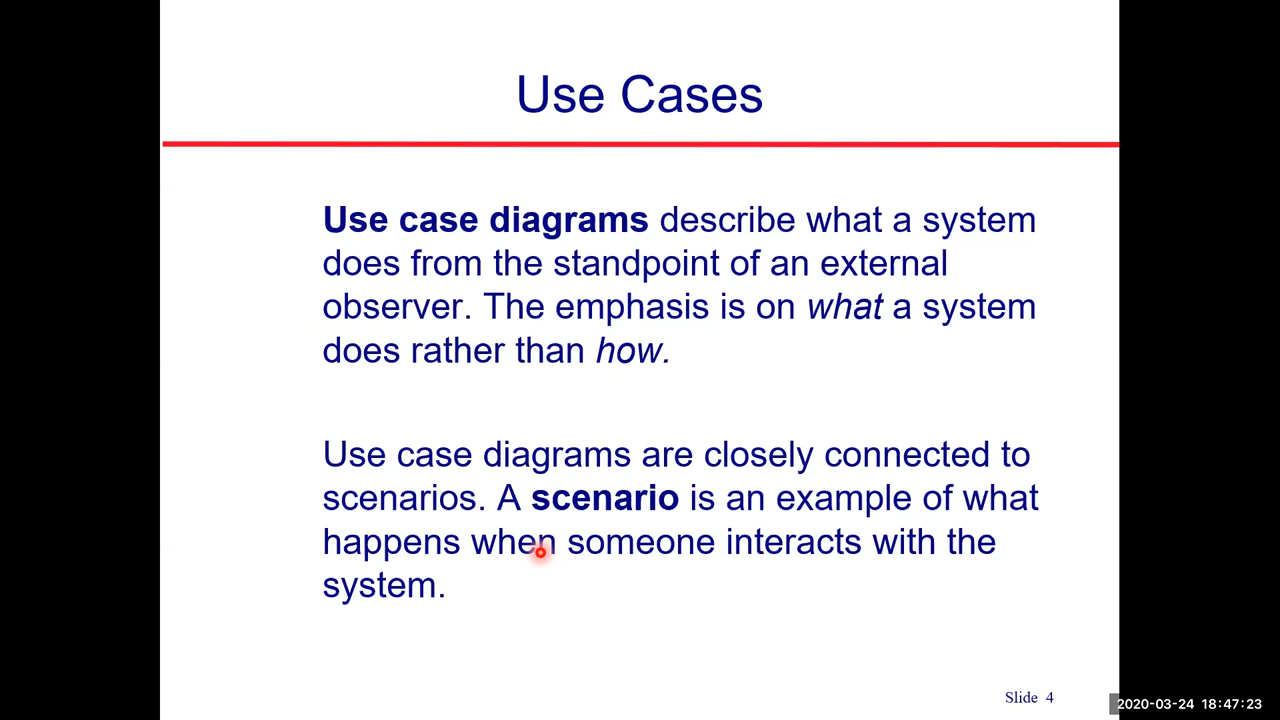 Use Cases
Use case diagrams describe what a system
does from the standpoint of an external
observer. The emphasis is on what a system
does rather than how.
Use case diagrams are closely connected to
scenarios. A scenario is an example of what
happens when someone interacts with the
system.
Slide 4
2020-03-24 18:47:23